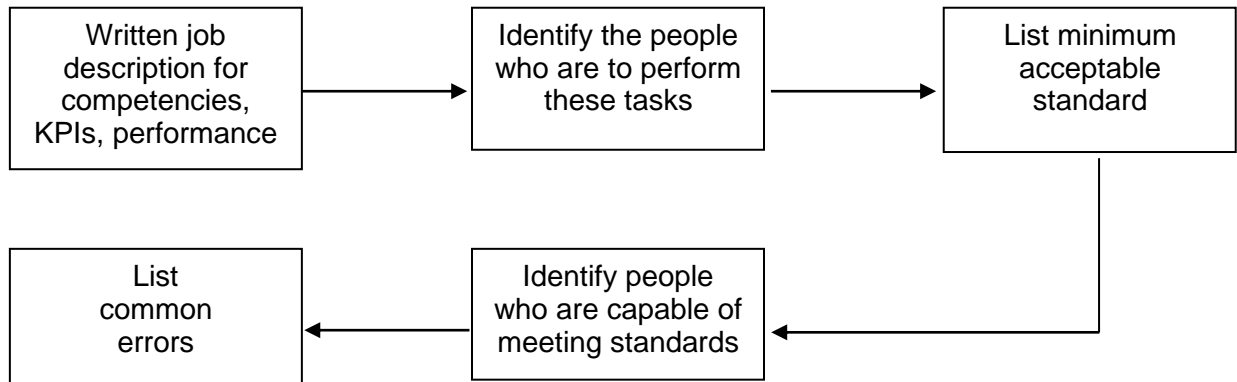 Written job
description for
competencies,
KPIs, performance
Identify the people
who are to perform
these tasks
List minimum
acceptable
standard
List
common
errors
Identify people
who are capable of
meeting standards